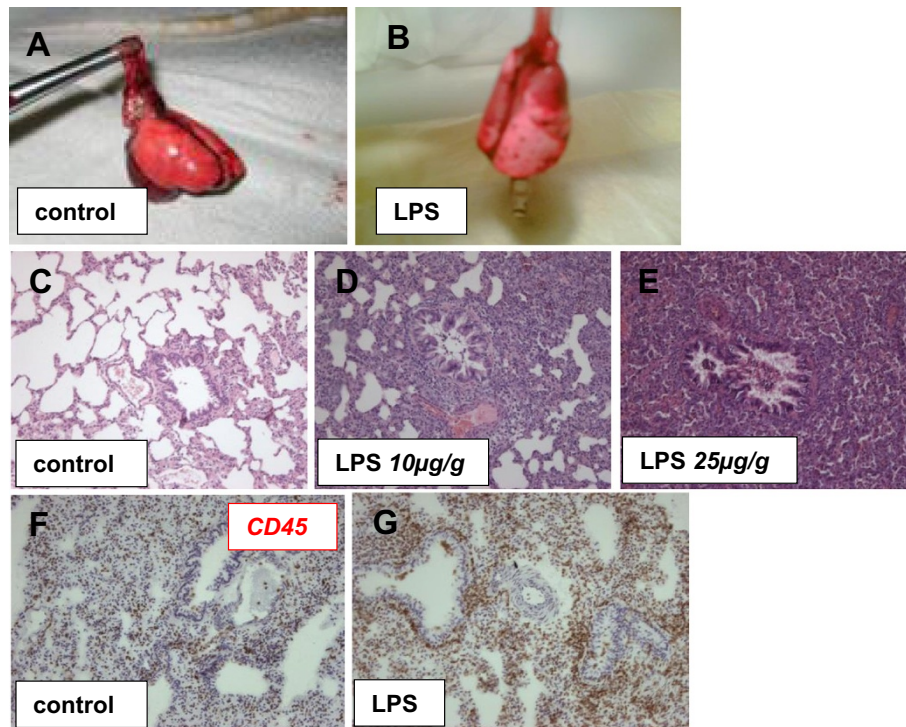 A
control
B
LPS
C
control
D
LPS 10µg/g
E
LPS 25µg/g
F
CD45
control
G
LPS